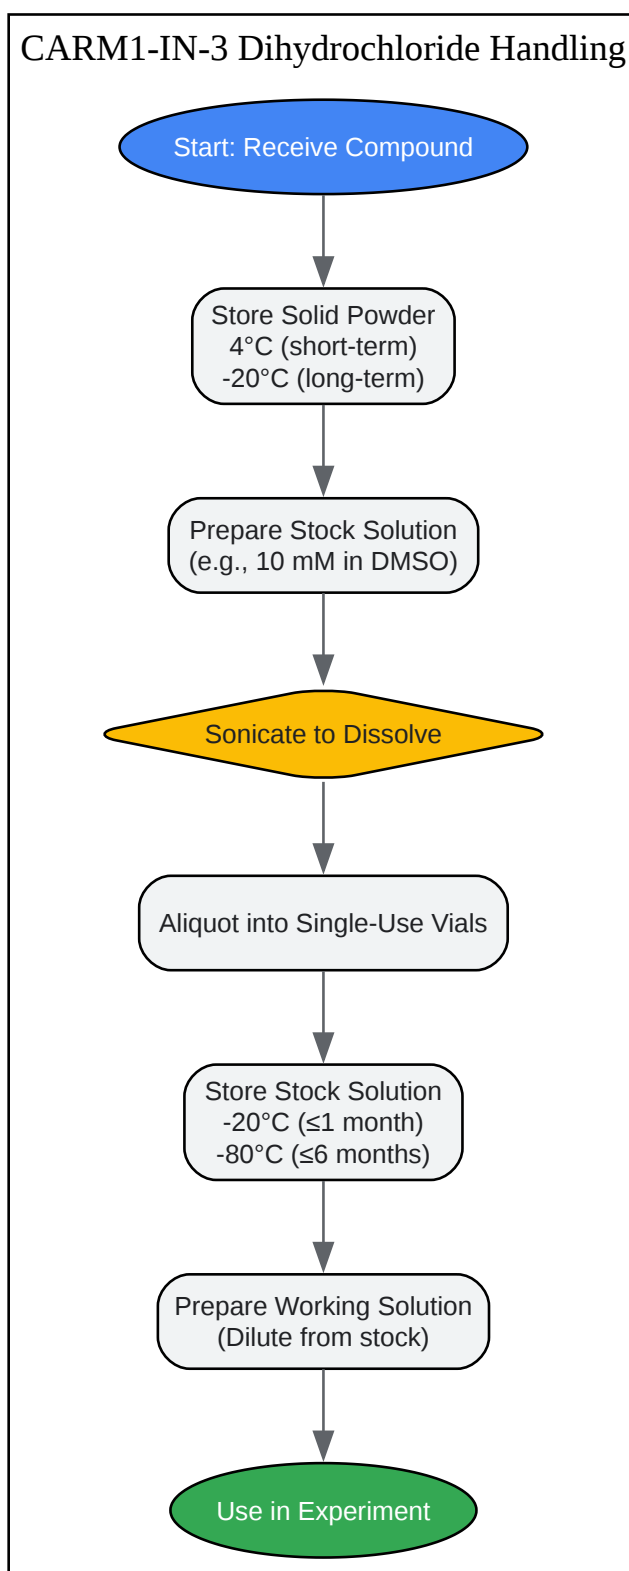 CARM1-IN-3 Dihydrochloride Handling
Start: Receive Compound
Store Solid Powder
4°C (short-term)
-20°C (long-term)
Prepare Stock Solution
(e.g., 10 mM in DMSO)
Sonicate to Dissolve
Aliquot into Single-Use Vials
Store Stock Solution
-20°C (≤1 month)
-80°C (≤6 months)
Prepare Working Solution
(Dilute from stock)
Use in Experiment